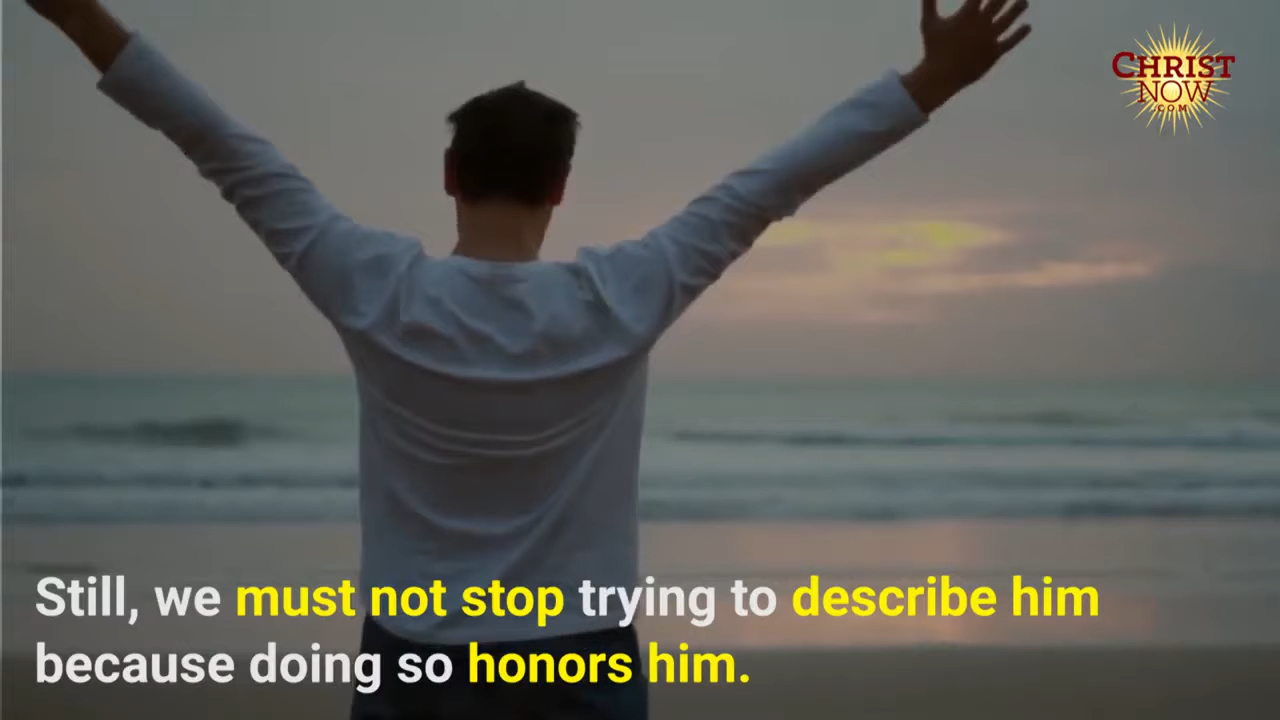 CHRIST
NOW
.COM
Still, we must not stop trying to describe him
because doing so honors him.